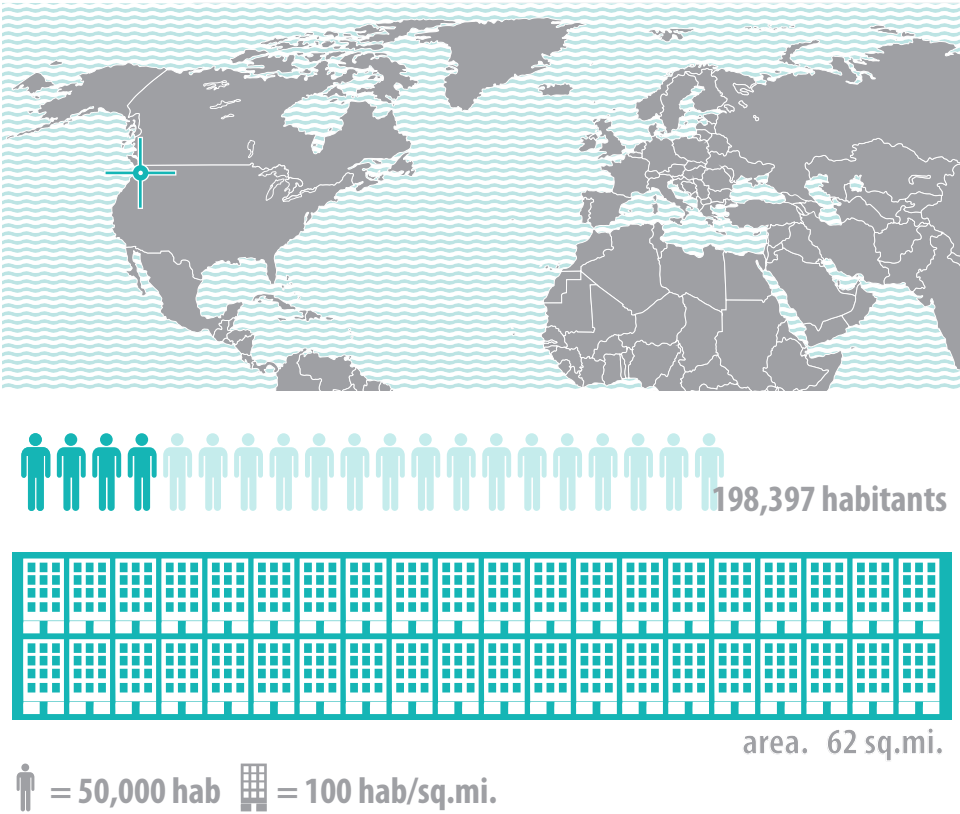 198,397 habitants
area. 62 sq.mi.
= 50,000 hab = 100 hab/sq.mi.